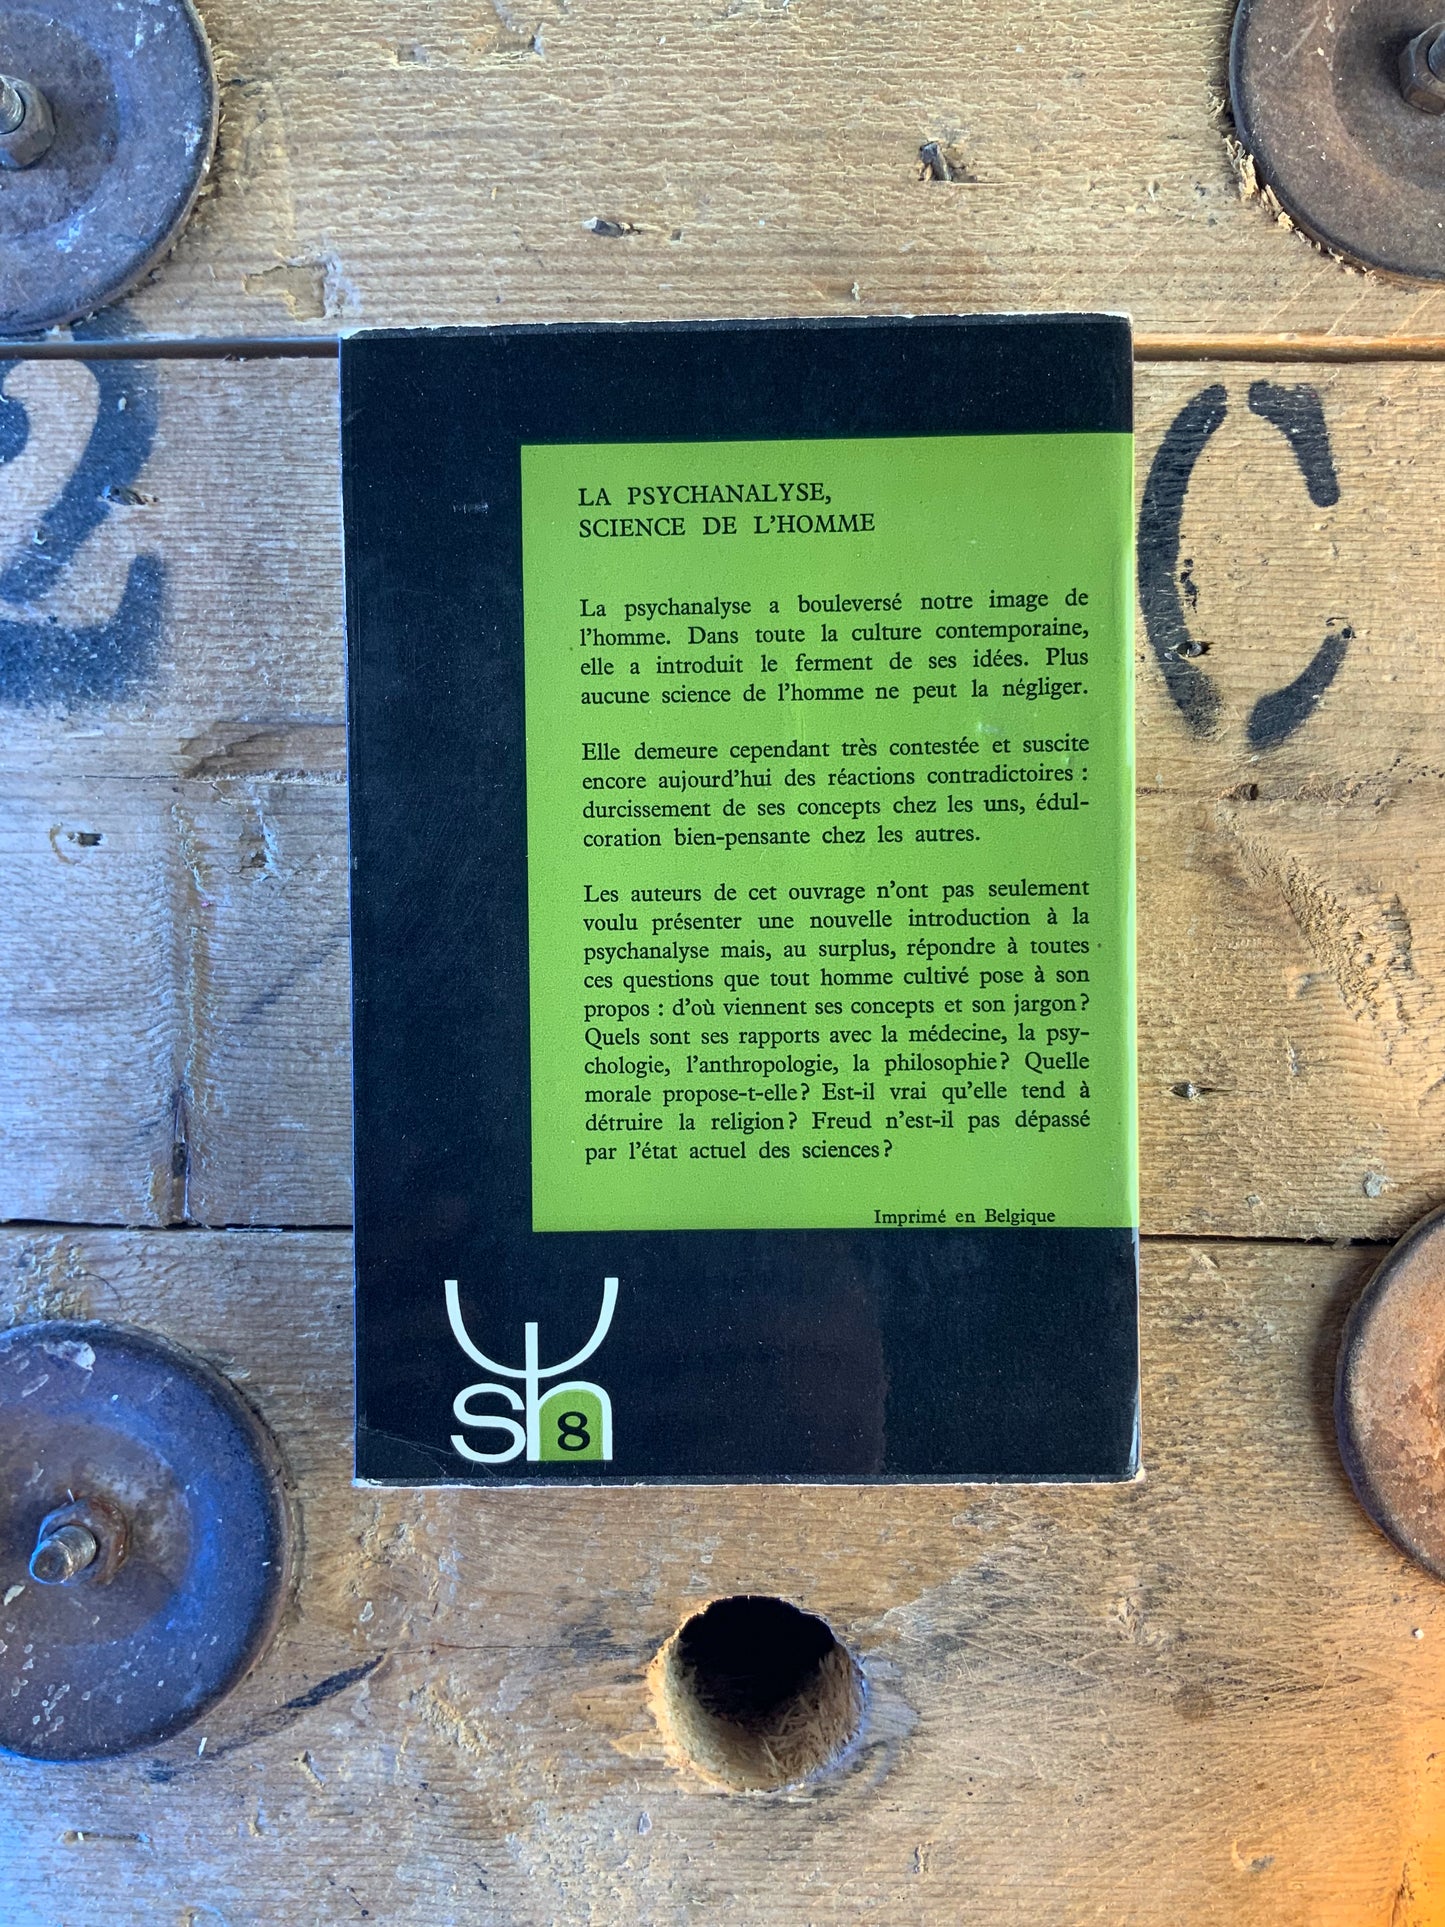 2
C
LA PSYCHANALYSE,
SCIENCE DE L'HOMME
La psychanalyse a bouleversé notre image de
l'homme. Dans toute la culture contemporaine,
elle a introduit le ferment de ses idées. Plus
aucune science de l'homme ne peut la négliger.
Elle demeure cependant très contestée et suscite
encore aujourd'hui des réactions contradictoires :
durcissement de ses concepts chez les uns, édul-
coration bien-pensante chez les autres.
Les auteurs de cet ouvrage n'ont pas seulement
voulu présenter une nouvelle introduction à la
psychanalyse mais, au surplus, répondre à toutes
ces questions que tout homme cultivé pose à son
propos : d'où viennent ses concepts et son jargon?
Quels sont ses rapports avec la médecine, la psy-
chologie, l'anthropologie, la philosophie? Quelle
morale propose-t-elle? Est-il vrai qu'elle tend à
détruire la religion? Freud n'est-il pas dépassé
par l'état actuel des sciences?
Imprimé en Belgique
ψ
sh
8